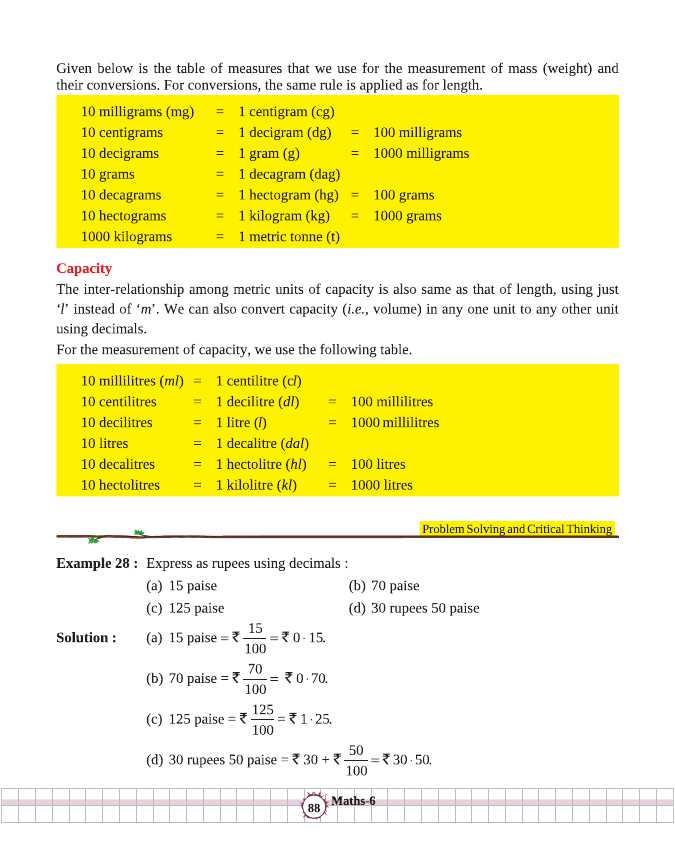 Given below is the table of measures that we use for the measurement of mass (weight) and
their conversions. For conversions, the same rule is applied as for length.
10 milligrams (mg) = 1 centigram (cg)
10 centigrams = 1 decigram (dg) = 100 milligrams
10 decigrams = 1 gram (g) = 1000 milligrams
10 grams = 1 decagram (dag)
10 decagrams = 1 hectogram (hg) = 100 grams
10 hectograms = 1 kilogram (kg) = 1000 grams
1000 kilograms = 1 metric tonne (t)
Capacity
The inter-relationship among metric units of capacity is also same as that of length, using just
‘l’ instead of ‘m’. We can also convert capacity (i.e., volume) in any one unit to any other unit
using decimals.
For the measurement of capacity, we use the following table.
10 millilitres (ml) = 1 centilitre (cl)
10 centilitres = 1 decilitre (dl) = 100 millilitres
10 decilitres = 1 litre (l) = 1000 millilitres
10 litres = 1 decalitre (dal)
10 decalitres = 1 hectolitre (hl) = 100 litres
10 hectolitres = 1 kilolitre (kl) = 1000 litres
Problem Solving and Critical Thinking
Example 28 : Express as rupees using decimals :
(a) 15 paise (b) 70 paise
(c) 125 paise (d) 30 rupees 50 paise
Solution : (a) 15 paise = ₹ 15/100 = ₹ 0·15.
(b) 70 paise = ₹ 70/100 = ₹ 0·70.
(c) 125 paise = ₹ 125/100 = ₹ 1·25.
(d) 30 rupees 50 paise = ₹ 30 + ₹ 50/100 = ₹ 30·50.
88 Maths-6